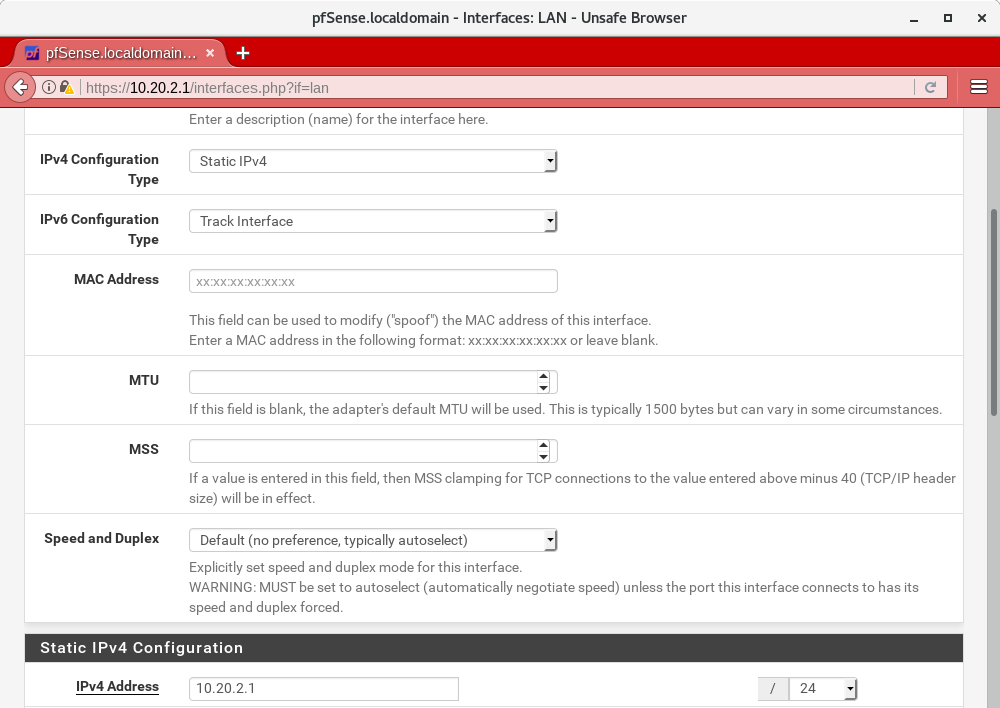 pfSense.localdomain - Interfaces: LAN - Unsafe Browser
pf pfSense.localdomain…
https://10.20.2.1/interfaces.php?if=lan
Enter a description (name) for the interface here.
IPv4 Configuration Type
Static IPv4
IPv6 Configuration Type
Track Interface
MAC Address
xx:xx:xx:xx:xx:xx
This field can be used to modify ("spoof") the MAC address of this interface.
Enter a MAC address in the following format: xx:xx:xx:xx:xx:xx or leave blank.
MTU
If this field is blank, the adapter's default MTU will be used. This is typically 1500 bytes but can vary in some circumstances.
MSS
If a value is entered in this field, then MSS clamping for TCP connections to the value entered above minus 40 (TCP/IP header
size) will be in effect.
Speed and Duplex
Default (no preference, typically autoselect)
Explicitly set speed and duplex mode for this interface.
WARNING: MUST be set to autoselect (automatically negotiate speed) unless the port this interface connects to has its
speed and duplex forced.
Static IPv4 Configuration
IPv4 Address
10.20.2.1
/ 24